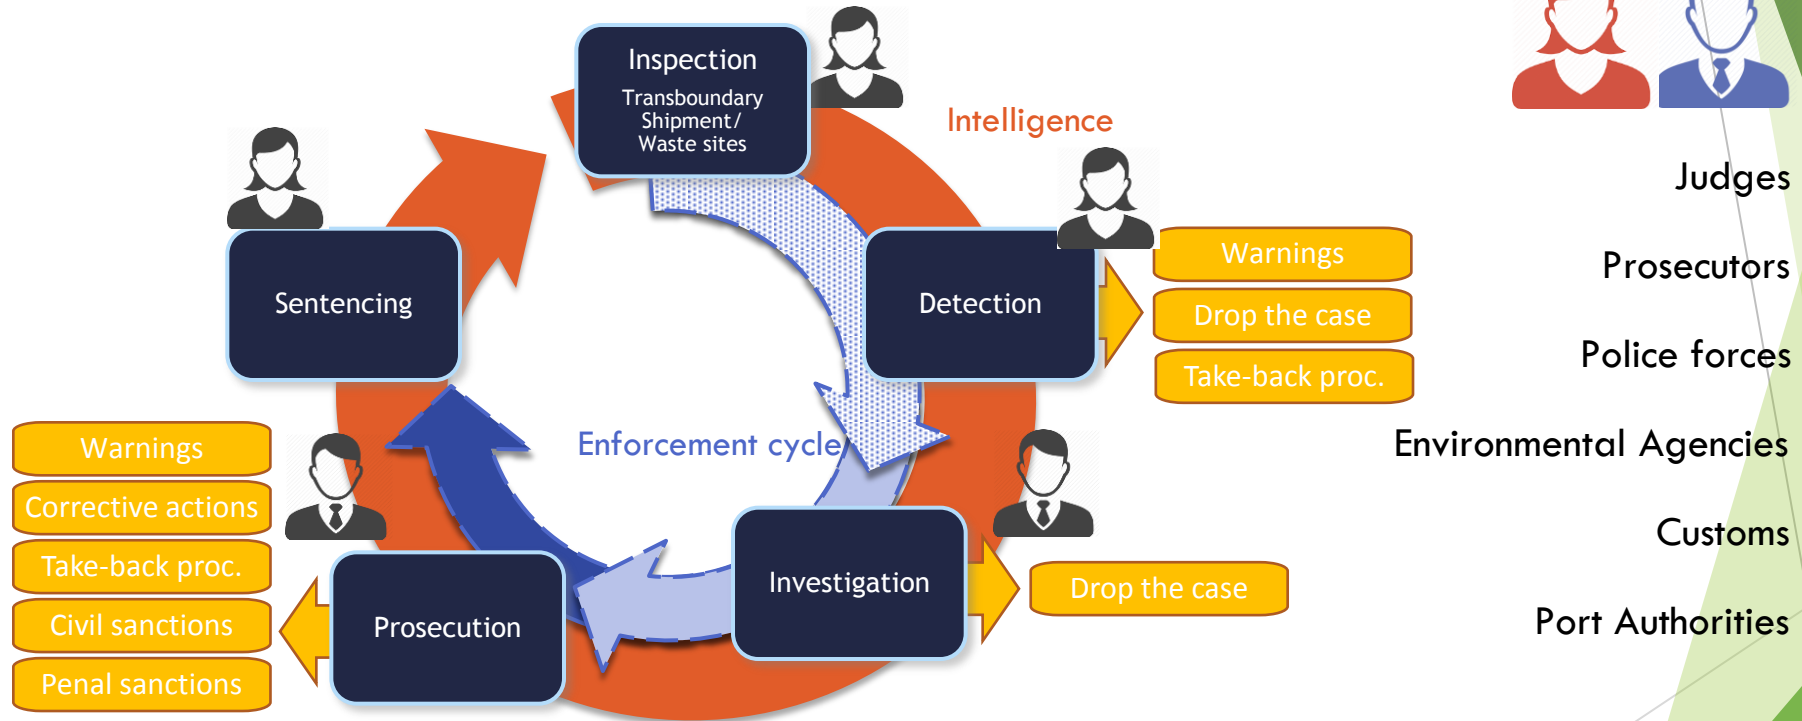 Inspection
Transboundary
Shipment/
Waste sites
Intelligence
Detection
Warnings
Drop the case
Take-back proc.
Sentencing
Enforcement cycle
Investigation
Drop the case
Prosecution
Warnings
Corrective actions
Take-back proc.
Civil sanctions
Penal sanctions
Judges
Prosecutors
Police forces
Environmental Agencies
Customs
Port Authorities